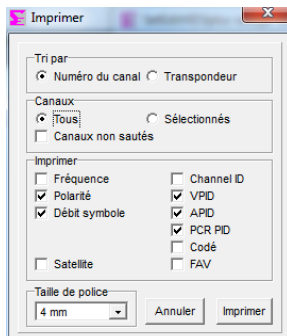 Imprimer
Tri par
Numéro du canal Transpondeur
Canaux
Tous Sélectionnés
Canaux non sautés
Imprimer
Fréquence Channel ID
Polarité VPID
Débit symbole APID
PCR PID
Codé
Satellite FAV
Taille de police
4 mm Annuler Imprimer